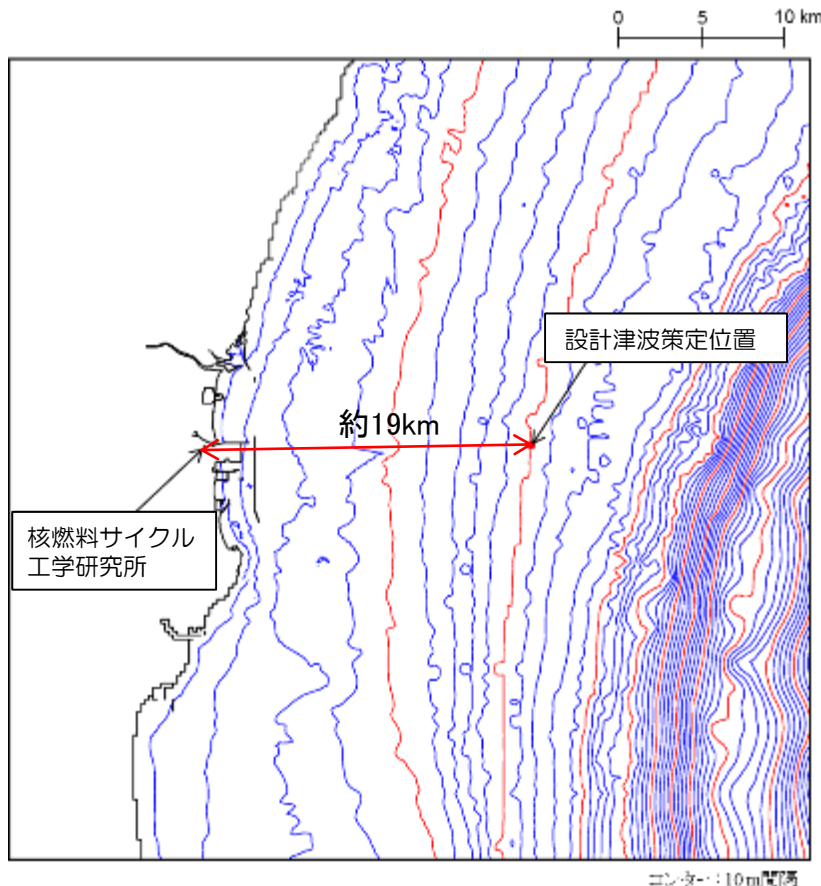 0 5 10 km
設計津波策定位置
約19km
核燃料サイクル
工学研究所
コンター：10m間隔